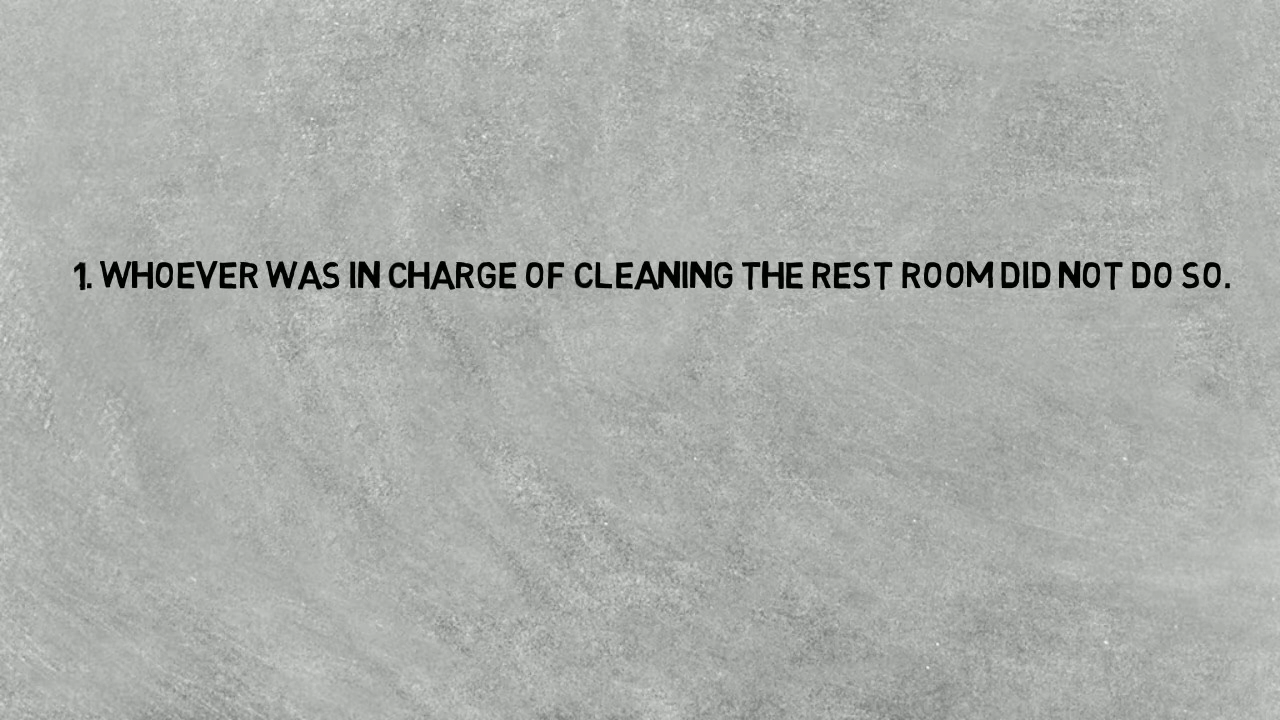 1. WHOEVER WAS IN CHARGE OF CLEANING THE REST ROOM DID NOT DO SO.